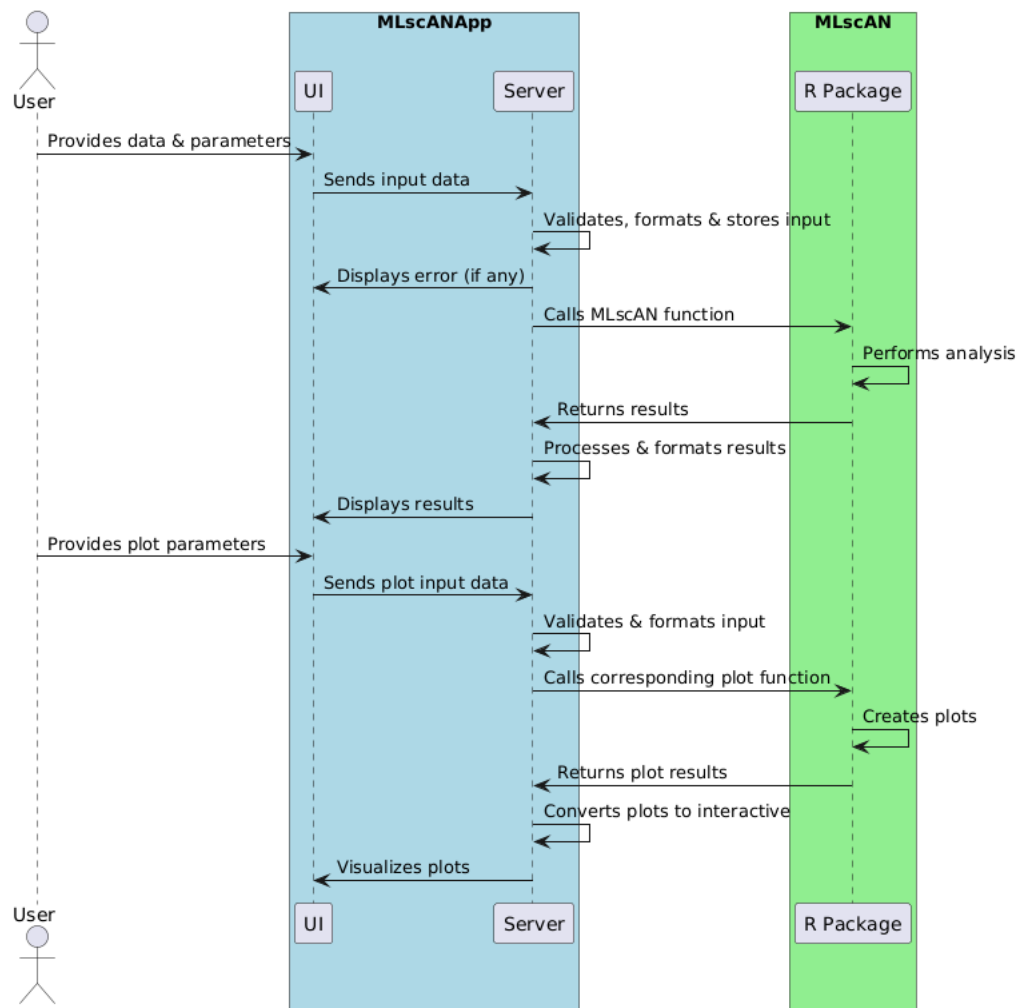 MLscANApp
MLscAN
User
UI
Server
R Package
Provides data & parameters
Sends input data
Validates, formats & stores input
Displays error (if any)
Calls MLscAN function
Performs analysis
Returns results
Processes & formats results
Displays results
Provides plot parameters
Sends plot input data
Validates & formats input
Calls corresponding plot function
Creates plots
Returns plot results
Converts plots to interactive
Visualizes plots
User
UI
Server
R Package